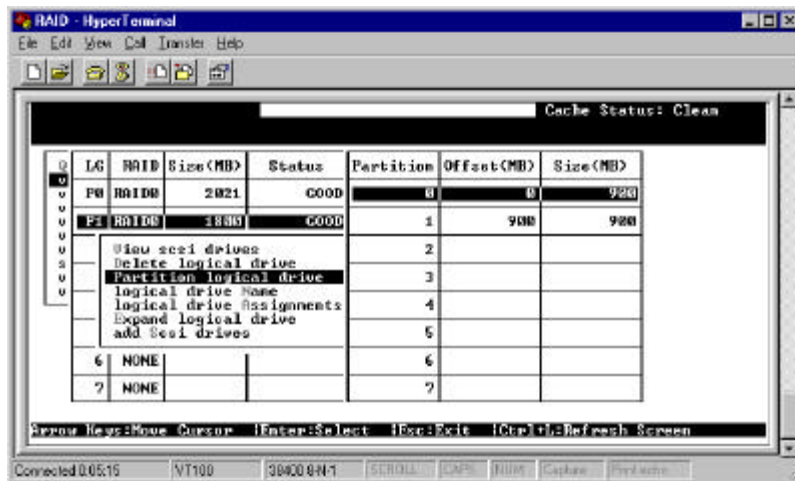 RAID - HyperTerminal
File Edit View Call Transfer Help
Cache Status: Clean
Q LG RAID Size(MB) Status Partition Offset(MB) Size(MB)
v P0 RAID0 2021 GOOD 0 0 900
v P1 RAID0 1800 GOOD 1 900 900
v View scsi drives 2
v Delete logical drive
s Partition logical drive 3
v logical drive Name
v logical drive Assignments 4
Expand logical drive
add Scsi drives 5
6 NONE 6
7 NONE 7
Arrow Keys:Move Cursor |Enter:Select |Esc:Exit |Ctrl+L:Refresh Screen
Connected 0:05:15 VT100 38400 8-N-1 SCROLL CAPS NUM Capture Print echo